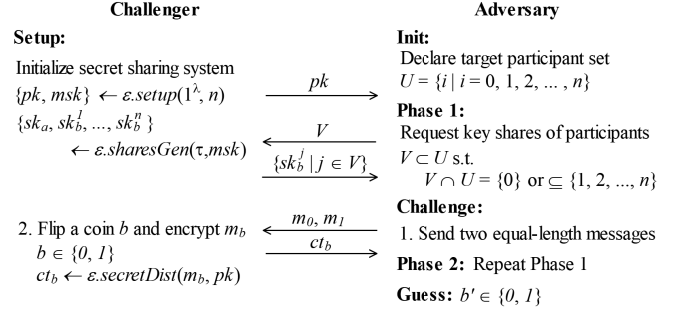 Challenger
Adversary
Setup:
Init:
Initialize secret sharing system
Declare target participant set
{pk, msk} ← ε.setup(1^λ, n)
pk
U = {i | i = 0, 1, 2, ... , n}
{sk_a, sk_b^1, ..., sk_b^n }
← ε.sharesGen(τ,msk)
Phase 1:
V
Request key shares of participants
{sk_b^j | j ∈ V}
V ⊂ U s.t.
V ∩ U = {0} or ⊆ {1, 2, ..., n}
Challenge:
2. Flip a coin b and encrypt m_b
m_0, m_1
1. Send two equal-length messages
b ∈ {0, 1}
ct_b
ct_b ← ε.secretDist(m_b, pk)
Phase 2: Repeat Phase 1
Guess: b′ ∈ {0, 1}